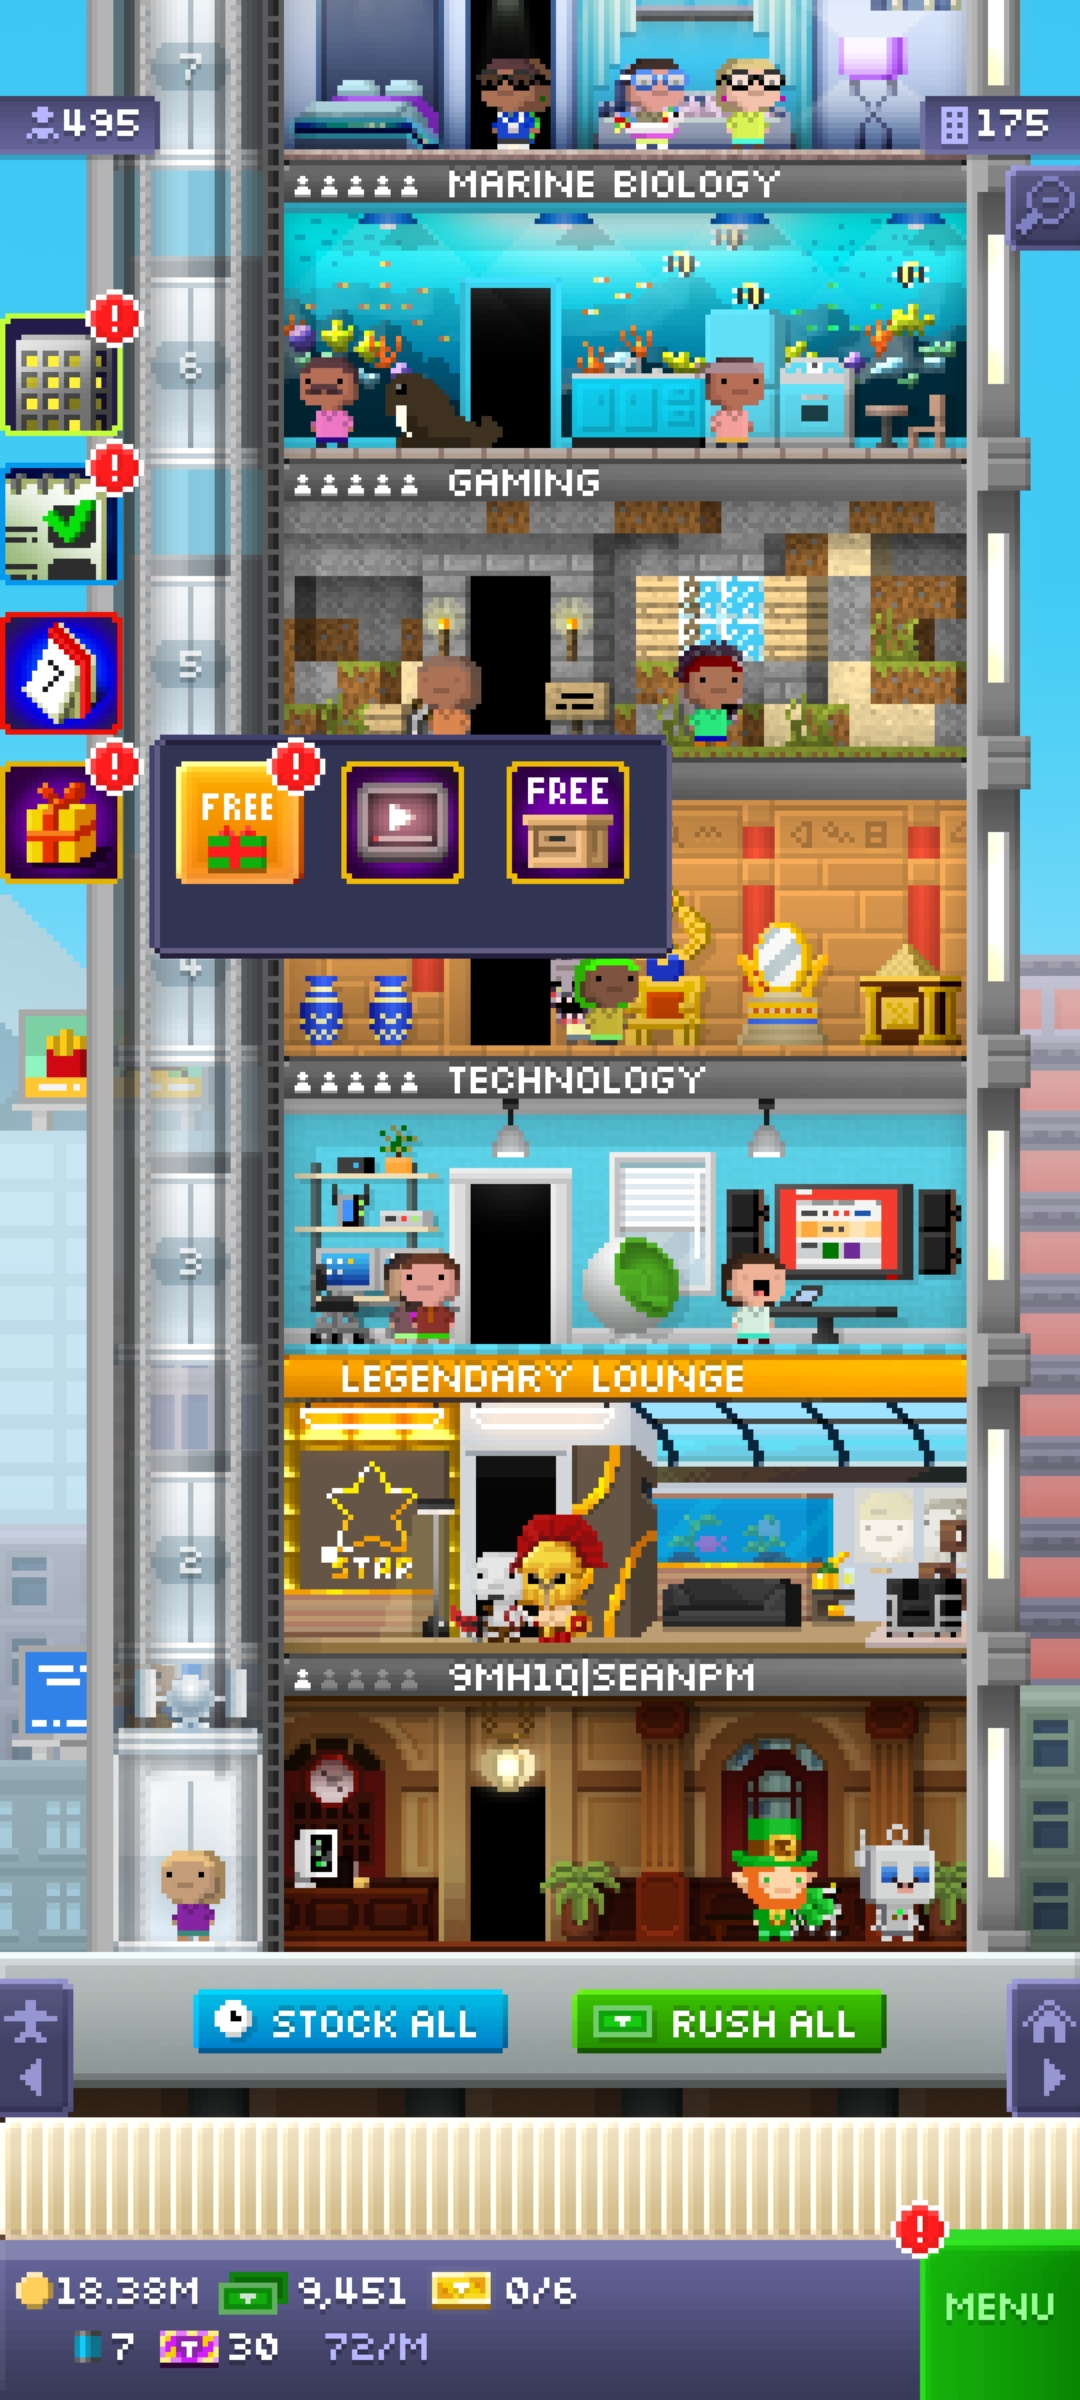 7
495
175
MARINE BIOLOGY
6
GAMING
5
FREE
FREE
4
TECHNOLOGY
3
LEGENDARY LOUNGE
STAR
2
9MH1Q|SEANPM
STOCK ALL
RUSH ALL
18.38M
9,451
0/6
MENU
7
30
72/M